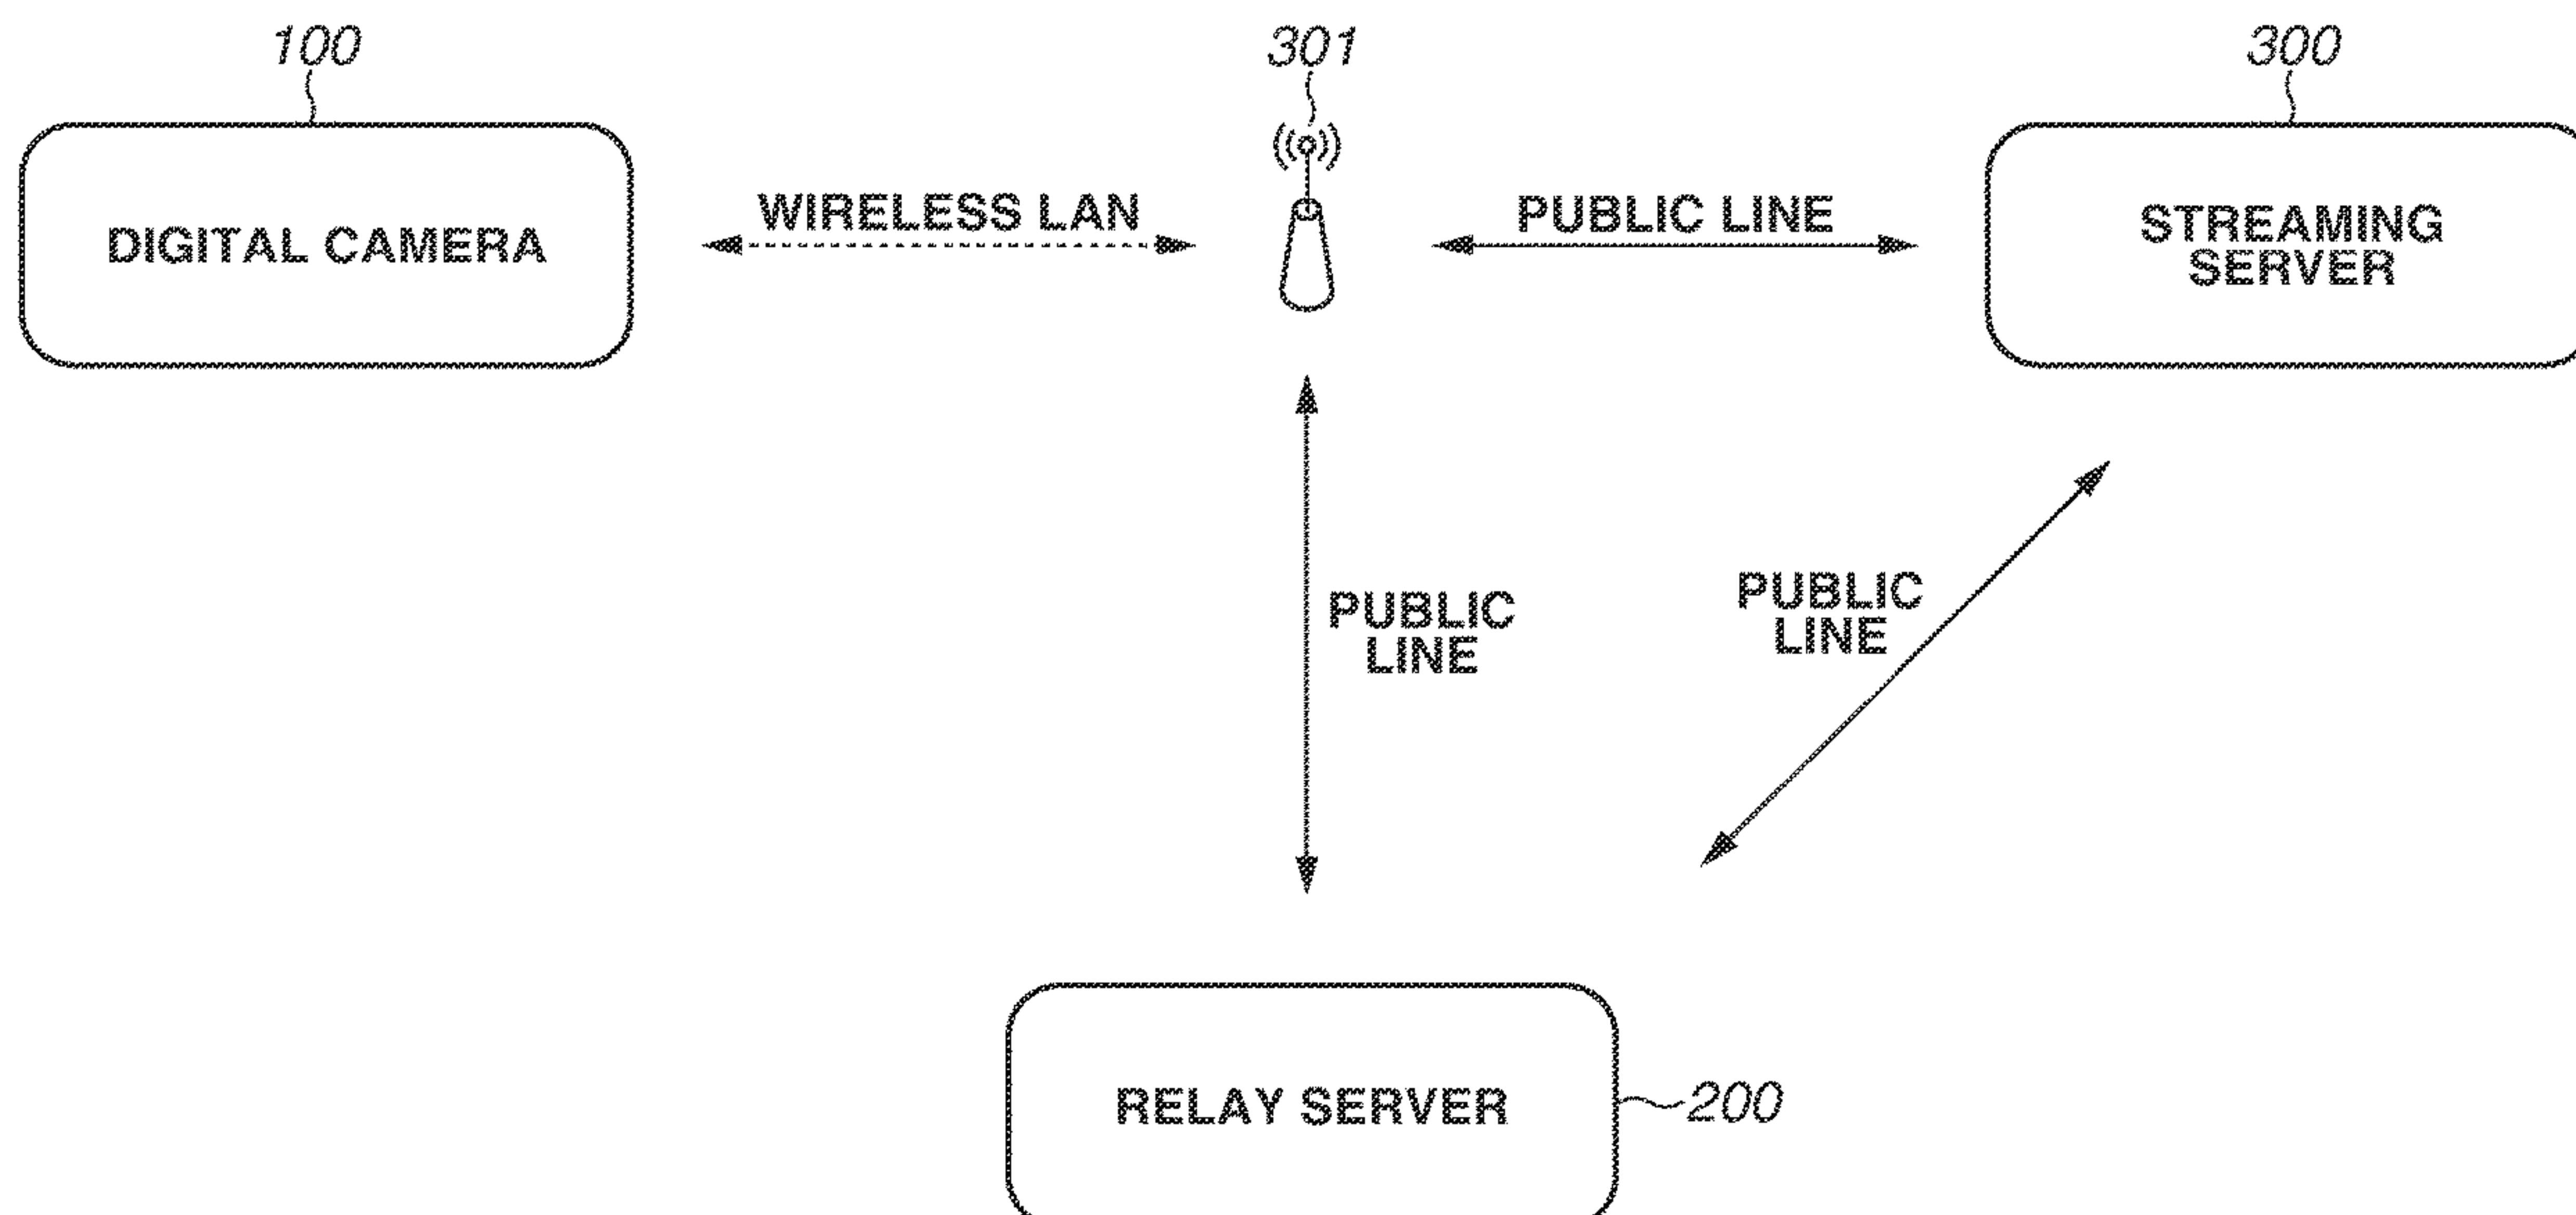 100
301
300
DIGITAL CAMERA
WIRELESS LAN
PUBLIC LINE
STREAMING
SERVER
PUBLIC
LINE
PUBLIC
LINE
RELAY SERVER
200